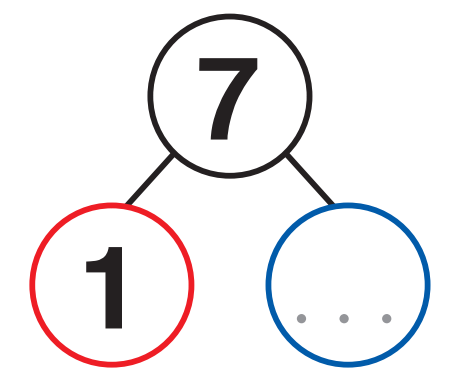 7
1
. . .